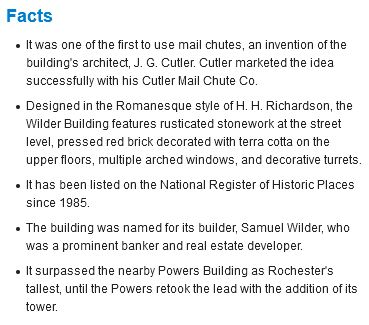 Facts
It was one of the first to use mail chutes, an invention of the
building's architect, J. G. Cutler. Cutler marketed the idea
successfully with his Cutler Mail Chute Co.
Designed in the Romanesque style of H. H. Richardson, the
Wilder Building features rusticated stonework at the street
level, pressed red brick decorated with terra cotta on the
upper floors, multiple arched windows, and decorative turrets.
It has been listed on the National Register of Historic Places
since 1985.
The building was named for its builder, Samuel Wilder, who
was a prominent banker and real estate developer.
It surpassed the nearby Powers Building as Rochester's
tallest, until the Powers retook the lead with the addition of its
tower.